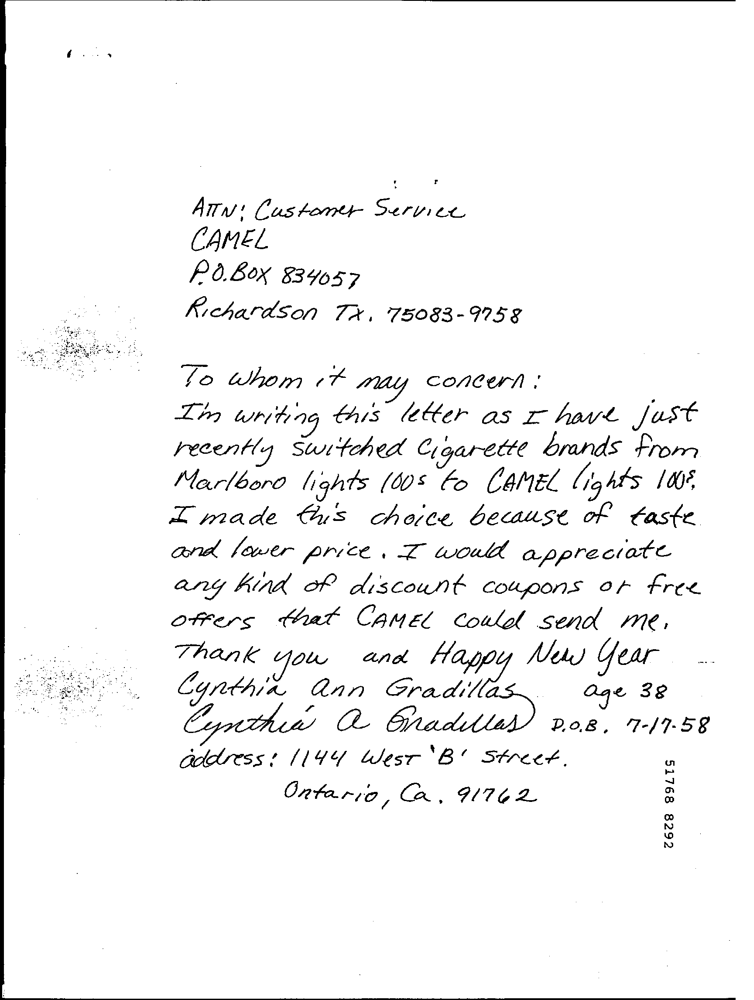 ATTN: Customer Service
CAMEL
P.O. BOX 834057
Richardson TX. 75083-9758
To whom it may concern:
I'm writing this letter as I have just
recently switched Cigarette brands from
Marlboro lights 100s to CAMEL lights 100s.
I made this choice because of taste
and lower price. I would appreciate
any kind of discount coupons or free
offers that CAMEL could send me.
Thank you and Happy New Year
Cynthia Ann Gradillas age 38
Cynthia A Gradillas D.O.B. 7-17-58
address: 1144 West 'B' Street.
Ontario, Ca. 91762
51768 8292